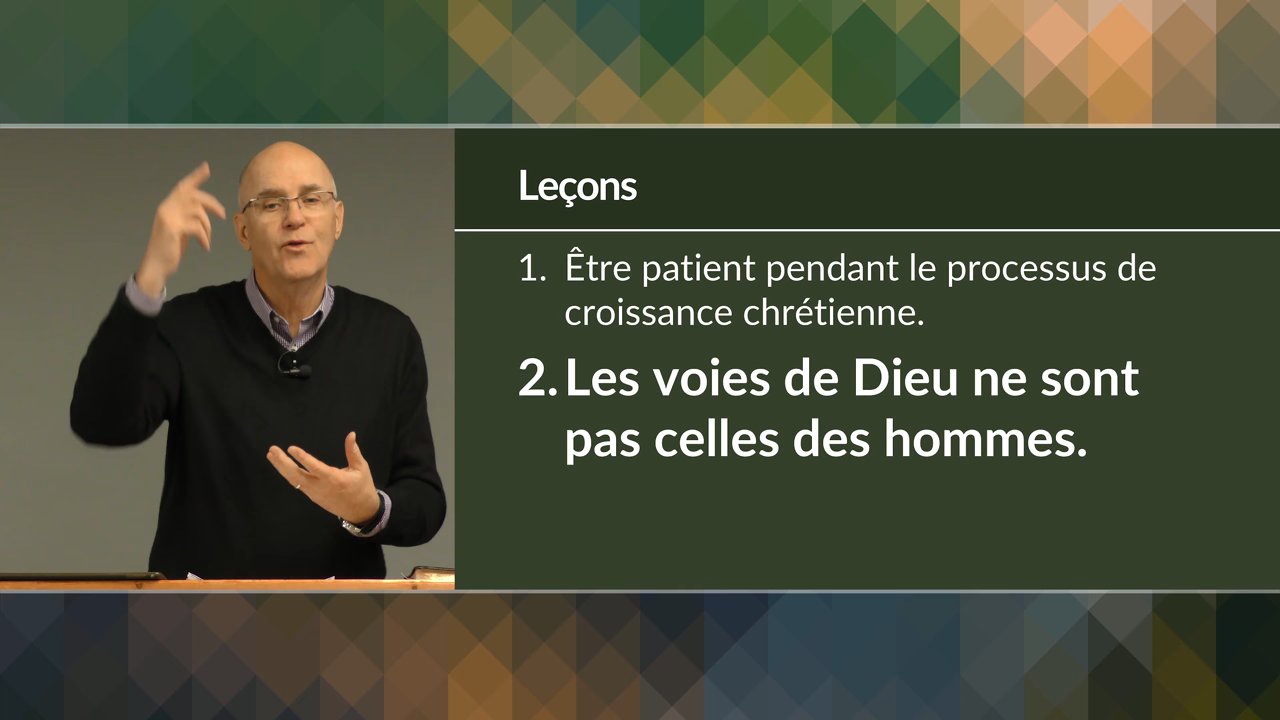 Leçons
1. Être patient pendant le processus de
croissance chrétienne.
2. Les voies de Dieu ne sont
pas celles des hommes.